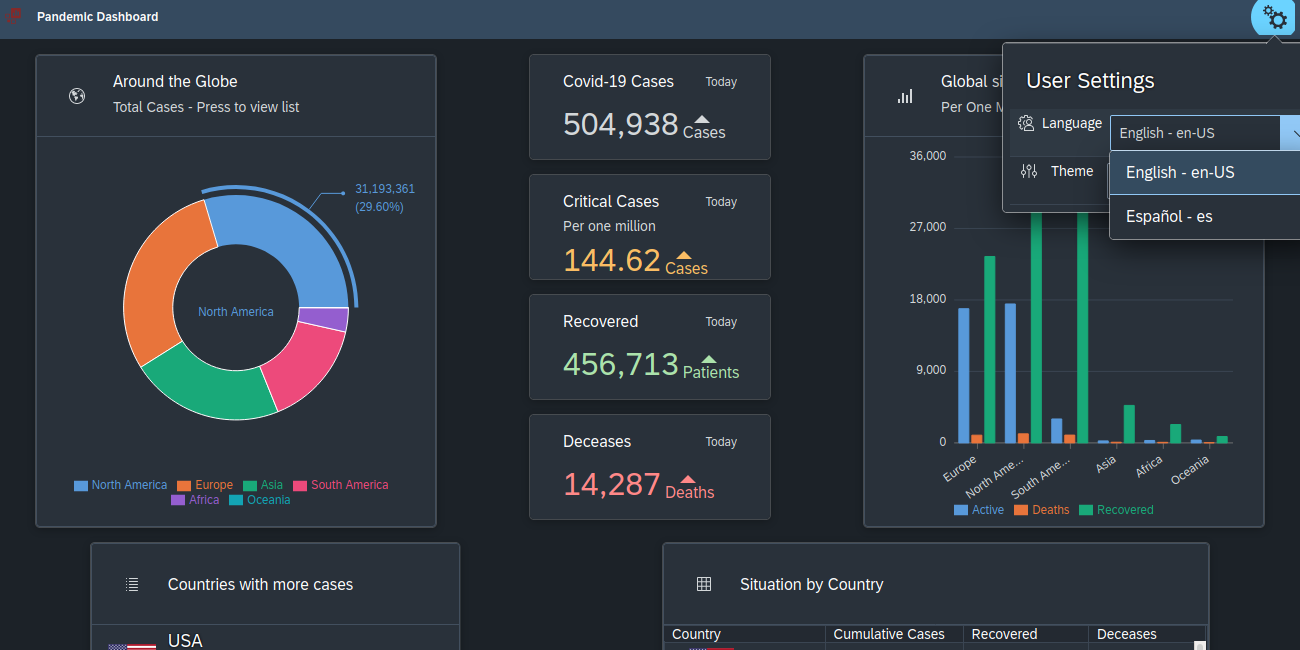 Pandemic Dashboard
Around the Globe
Total Cases - Press to view list
31,193,361
(29.60%)
North America
North America Europe Asia South America
Africa Oceania
Covid-19 Cases Today
504,938 Cases
Critical Cases Today
Per one million
144.62 Cases
Recovered Today
456,713 Patients
Deceases Today
14,287 Deaths
Global si
Per One M
36,000
27,000
18,000
9,000
0
Europe
North Ame...
South Ame...
Asia
Africa
Oceania
Active Deaths Recovered
User Settings
Language English - en-US
English - en-US
Español - es
Theme
Countries with more cases
USA
Situation by Country
Country Cumulative Cases Recovered Deceases